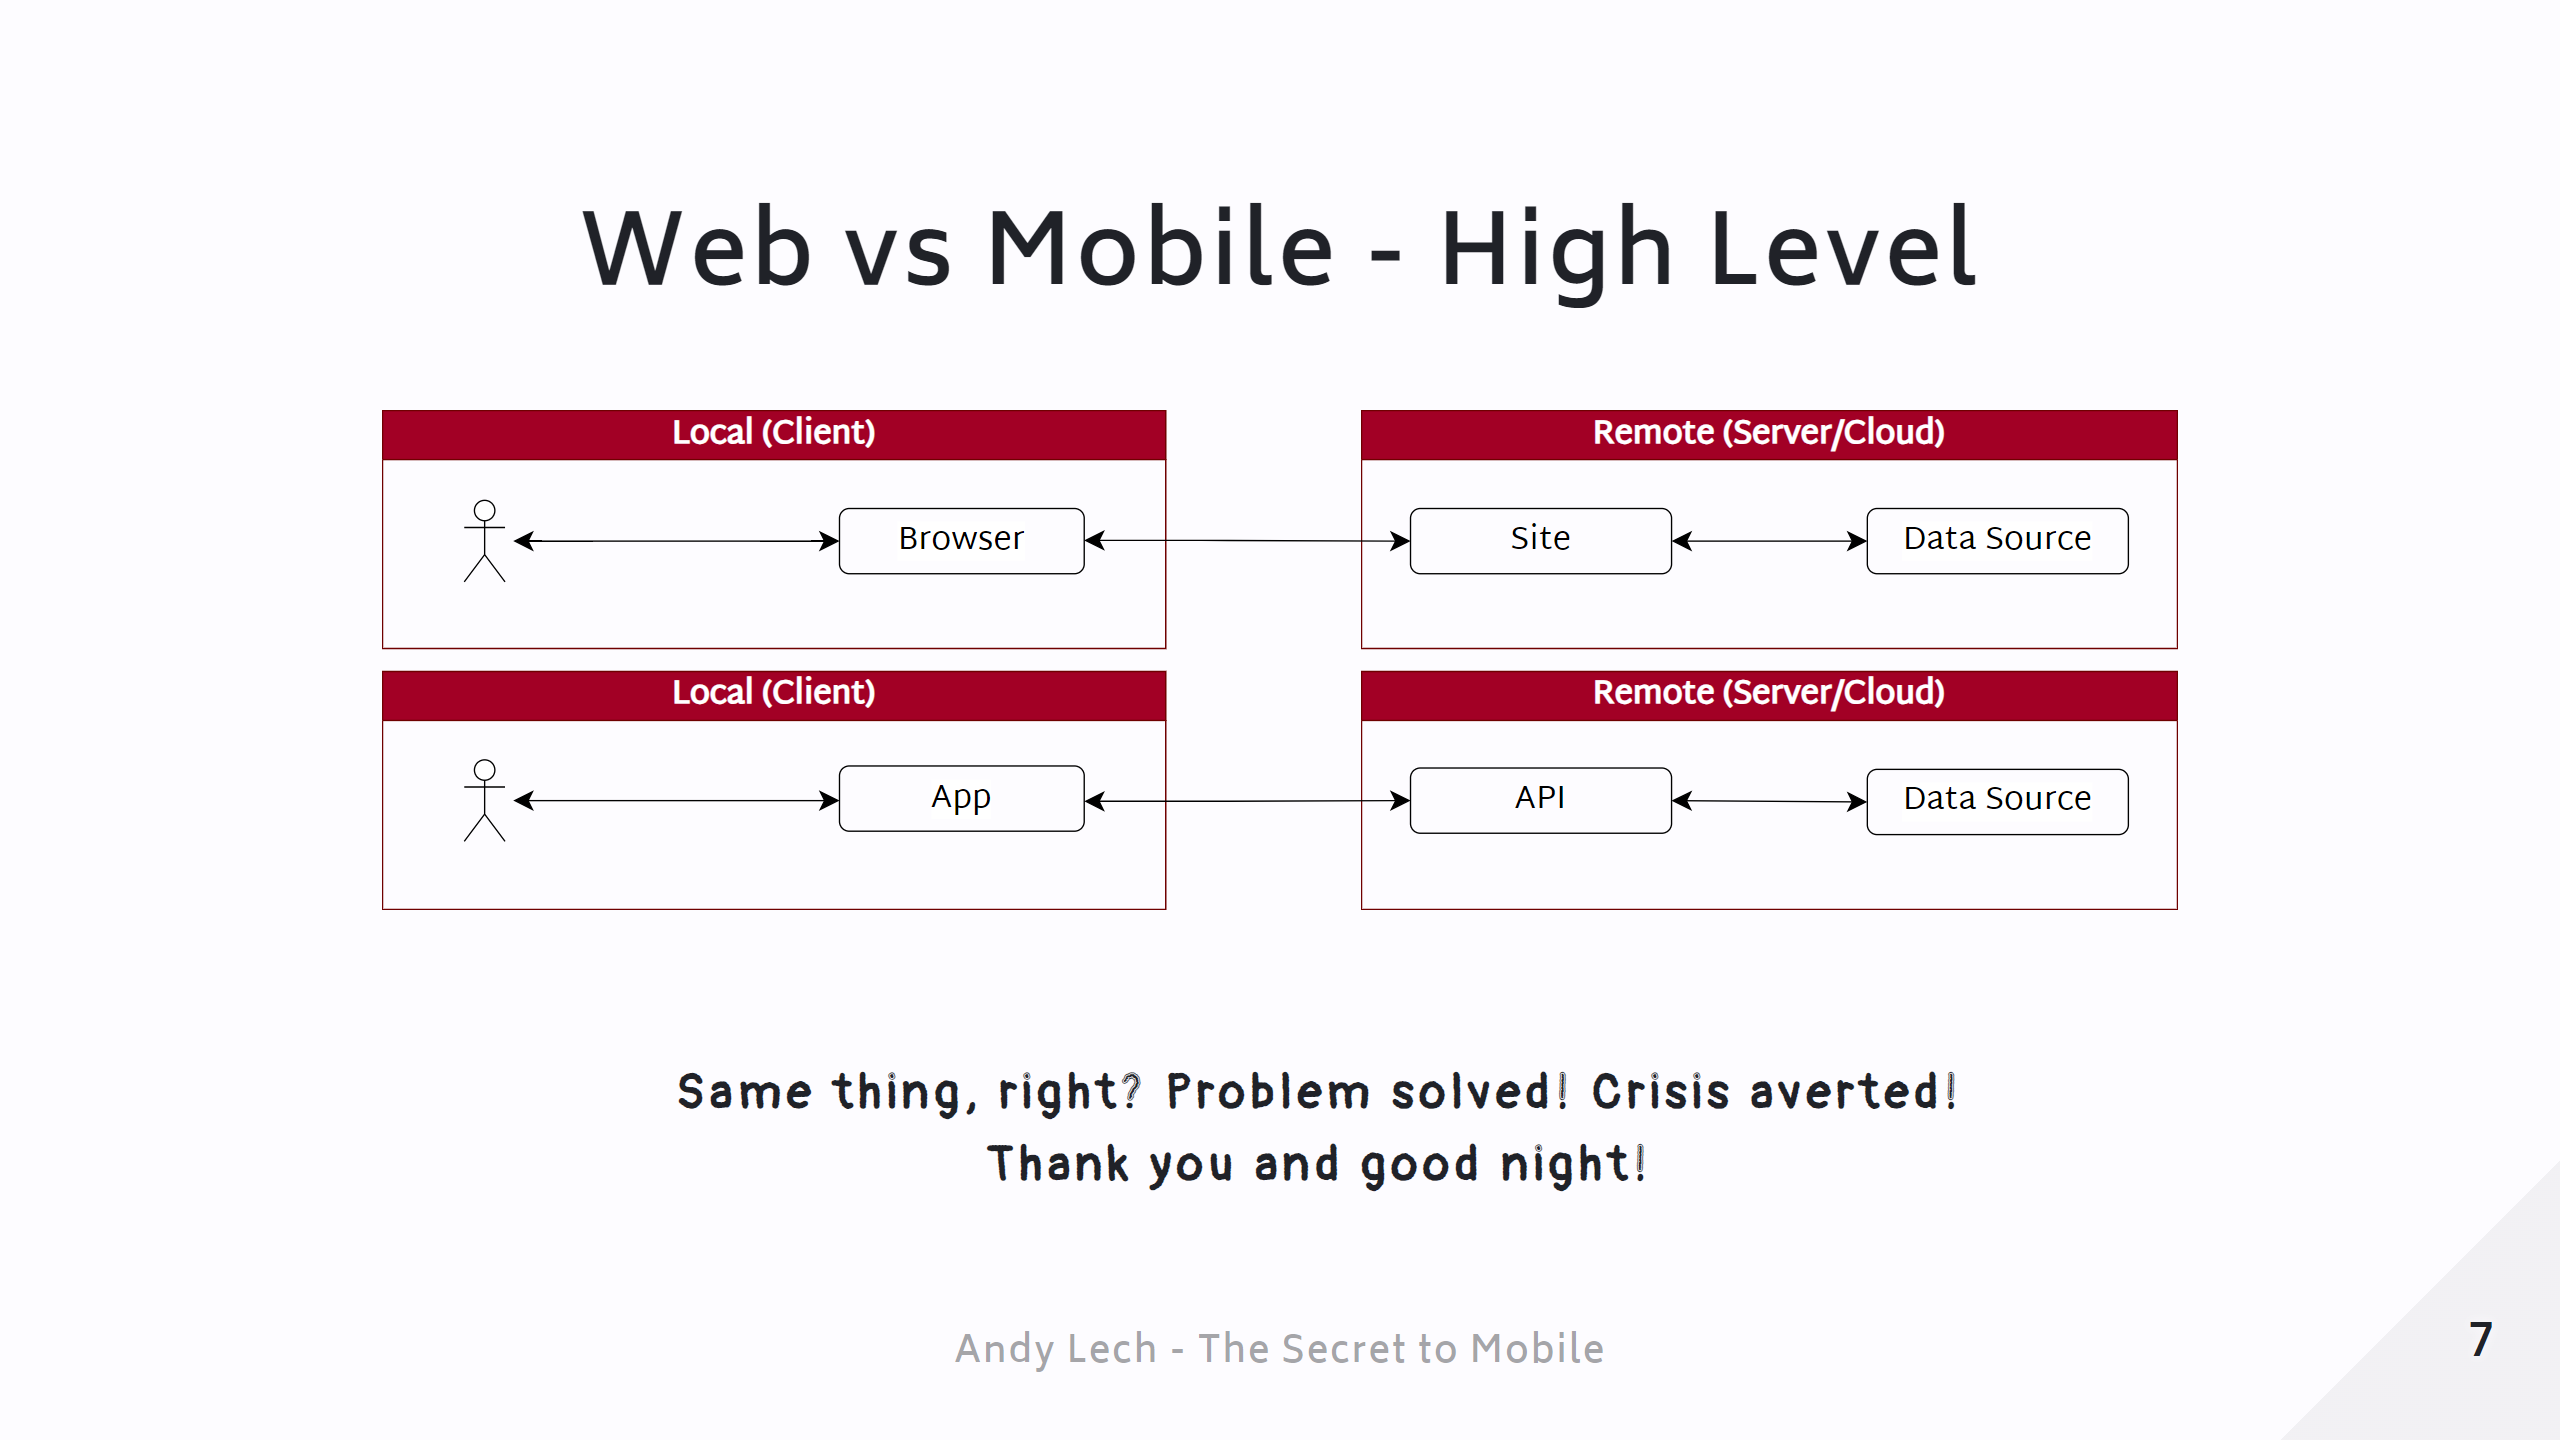 Web vs Mobile - High Level
Local (Client)
Remote (Server/Cloud)
Browser
Site
Data Source
Local (Client)
Remote (Server/Cloud)
App
API
Data Source
Same thing, right? Problem solved! Crisis averted!
Thank you and good night!
Andy Lech - The Secret to Mobile
7